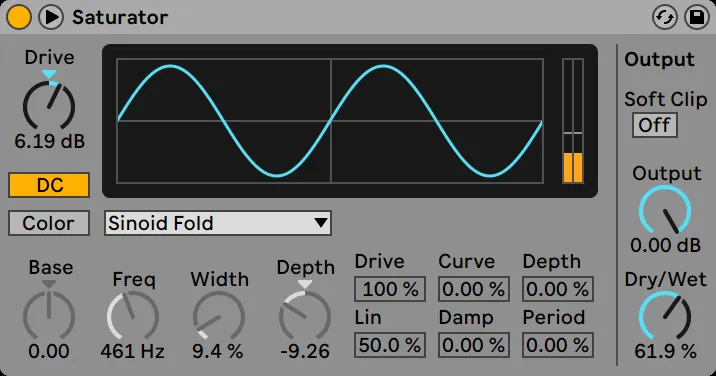 Saturator
Drive
6.19 dB
DC
Color
Sinoid Fold
Base
0.00
Freq
461 Hz
Width
9.4 %
Depth
-9.26
Drive
100 %
Curve
0.00 %
Depth
0.00 %
Lin
50.0 %
Damp
0.00 %
Period
0.00 %
Output
Soft Clip
Off
Output
0.00 dB
Dry/Wet
61.9 %